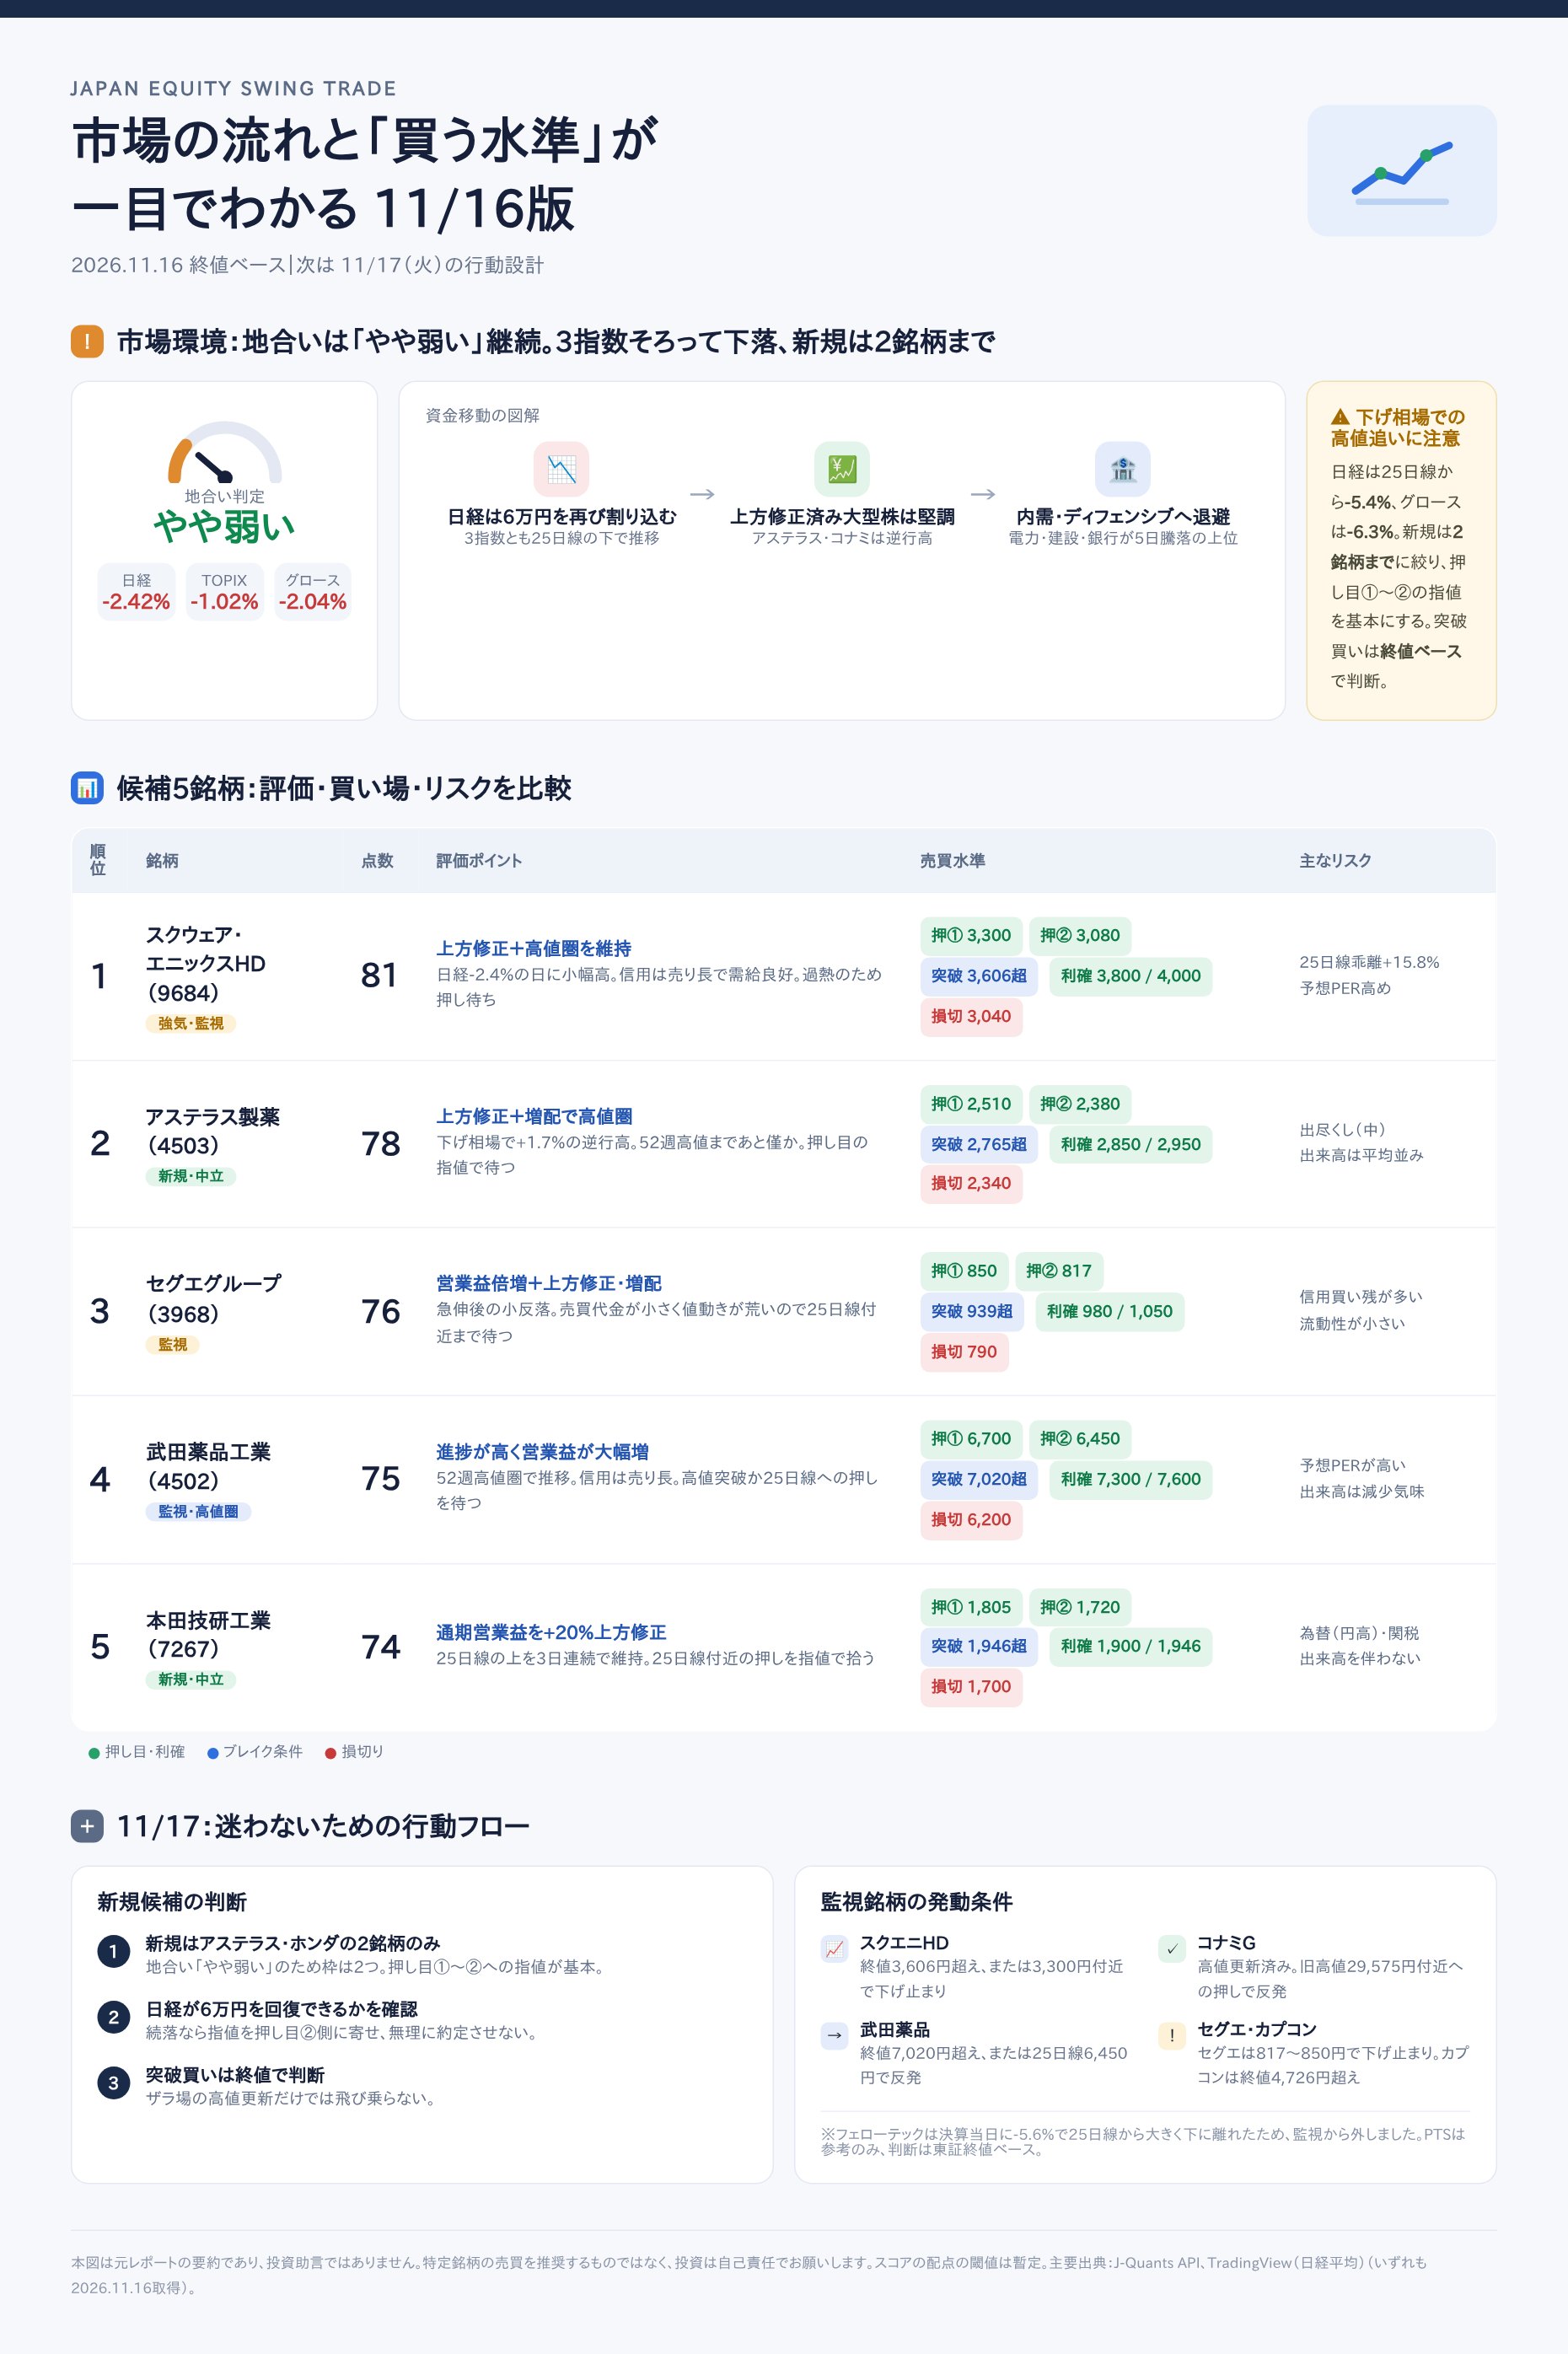 JAPAN EQUITY SWING TRADE
市場の流れと「買う水準」が
一目でわかる 11/16版
2026.11.16 終値ベース|次は 11/17(火)の行動設計
! 市場環境:地合いは「やや弱い」継続。3指数そろって下落、新規は2銘柄まで
地合い判定
やや弱い
日経 TOPIX グロース
-2.42% -1.02% -2.04%
資金移動の図解
日経は6万円を再び割り込む
3指数とも25日線の下で推移
→
上方修正済み大型株は堅調
アステラス・コナミは逆行高
→
内需・ディフェンシブへ退避
電力・建設・銀行が5日騰落の上位
⚠ 下げ相場での
高値追いに注意
日経は25日線か
ら-5.4%、グロース
は-6.3%。新規は2
銘柄までに絞り、押
し目①〜②の指値
を基本にする。突破
買いは終値ベース
で判断。
候補5銘柄:評価・買い場・リスクを比較
順
位
銘柄 点数 評価ポイント 売買水準 主なリスク
1
スクウェア・
エニックスHD
(9684)
強気・監視
81
上方修正＋高値圏を維持
日経-2.4%の日に小幅高。信用は売り長で需給良好。過熱のため
押し待ち
押① 3,300 押② 3,080
突破 3,606超 利確 3,800 / 4,000
損切 3,040
25日線乖離+15.8%
予想PER高め
2
アステラス製薬
(4503)
新規・中立
78
上方修正＋増配で高値圏
下げ相場で+1.7%の逆行高。52週高値まであと僅か。押し目の
指値で待つ
押① 2,510 押② 2,380
突破 2,765超 利確 2,850 / 2,950
損切 2,340
出尽くし(中)
出来高は平均並み
3
セグエグループ
(3968)
監視
76
営業益倍増＋上方修正・増配
急伸後の小反落。売買代金が小さく値動きが荒いので25日線付
近まで待つ
押① 850 押② 817
突破 939超 利確 980 / 1,050
損切 790
信用買い残が多い
流動性が小さい
4
武田薬品工業
(4502)
監視・高値圏
75
進捗が高く営業益が大幅増
52週高値圏で推移。信用は売り長。高値突破か25日線への押し
を待つ
押① 6,700 押② 6,450
突破 7,020超 利確 7,300 / 7,600
損切 6,200
予想PERが高い
出来高は減少気味
5
本田技研工業
(7267)
新規・中立
74
通期営業益を+20%上方修正
25日線の上を3日連続で維持。25日線付近の押しを指値で拾う
押① 1,805 押② 1,720
突破 1,946超 利確 1,900 / 1,946
損切 1,700
為替(円高)・関税
出来高を伴わない
押し目・利確 ブレイク条件 損切り
+ 11/17:迷わないための行動フロー
新規候補の判断
1 新規はアステラス・ホンダの2銘柄のみ
地合い「やや弱い」のため枠は2つ。押し目①〜②への指値が基本。
2 日経が6万円を回復できるかを確認
続落なら指値を押し目②側に寄せ、無理に約定させない。
3 突破買いは終値で判断
ザラ場の高値更新だけでは飛び乗らない。
監視銘柄の発動条件
スクエニHD
終値3,606円超え、または3,300円付近
で下げ止まり
✓ コナミG
高値更新済み。旧高値29,575円付近へ
の押しで反発
→ 武田薬品
終値7,020円超え、または25日線6,450
円で反発
! セグエ・カプコン
セグエは817〜850円で下げ止まり。カプ
コンは終値4,726円超え
※フェローテックは決算当日に-5.6%で25日線から大きく下に離れたため、監視から外しました。PTSは
参考のみ、判断は東証終値ベース。
本図は元レポートの要約であり、投資助言ではありません。特定銘柄の売買を推奨するものではなく、投資は自己責任でお願いします。スコアの配点の閾値は暫定。主要出典:J-Quants API、TradingView(日経平均)(いずれも
2026.11.16取得)。